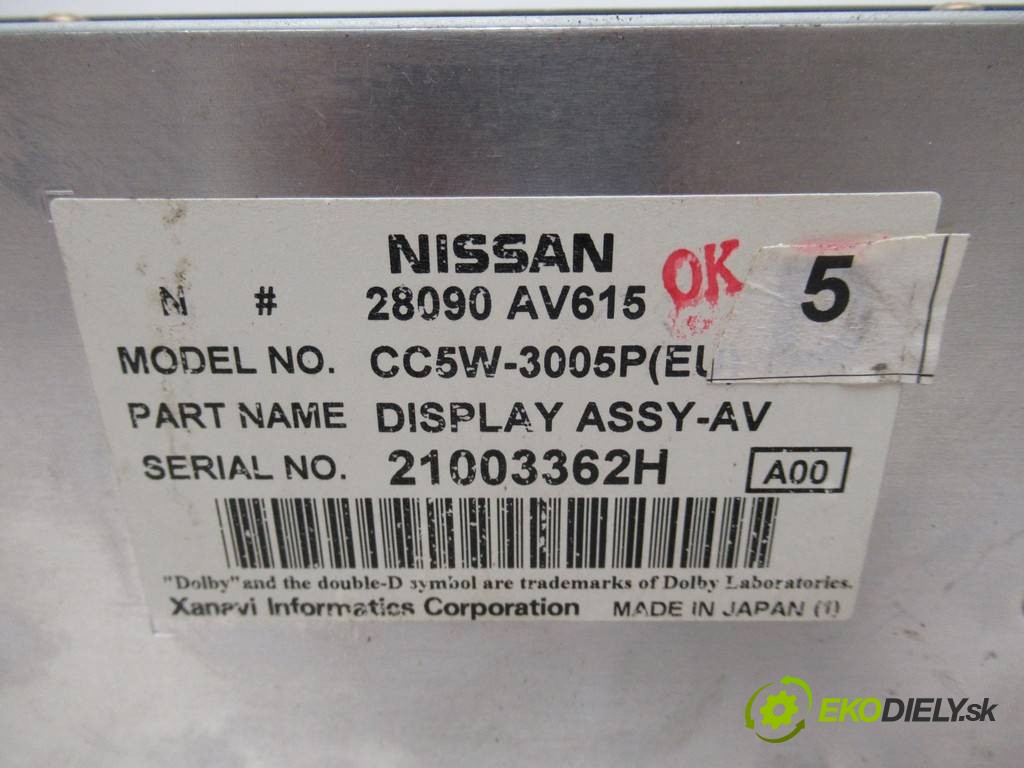 NISSAN
N # 28090 AV615 OK 5
MODEL NO. CC5W-3005P(EU
PART NAME DISPLAY ASSY-AV
SERIAL NO. 21003362H A00
"Dolby" and the double-D symbol are trademarks of Dolby Laboratories.
Xanavi Informatics Corporation MADE IN JAPAN (1)
EKODIELY.sk